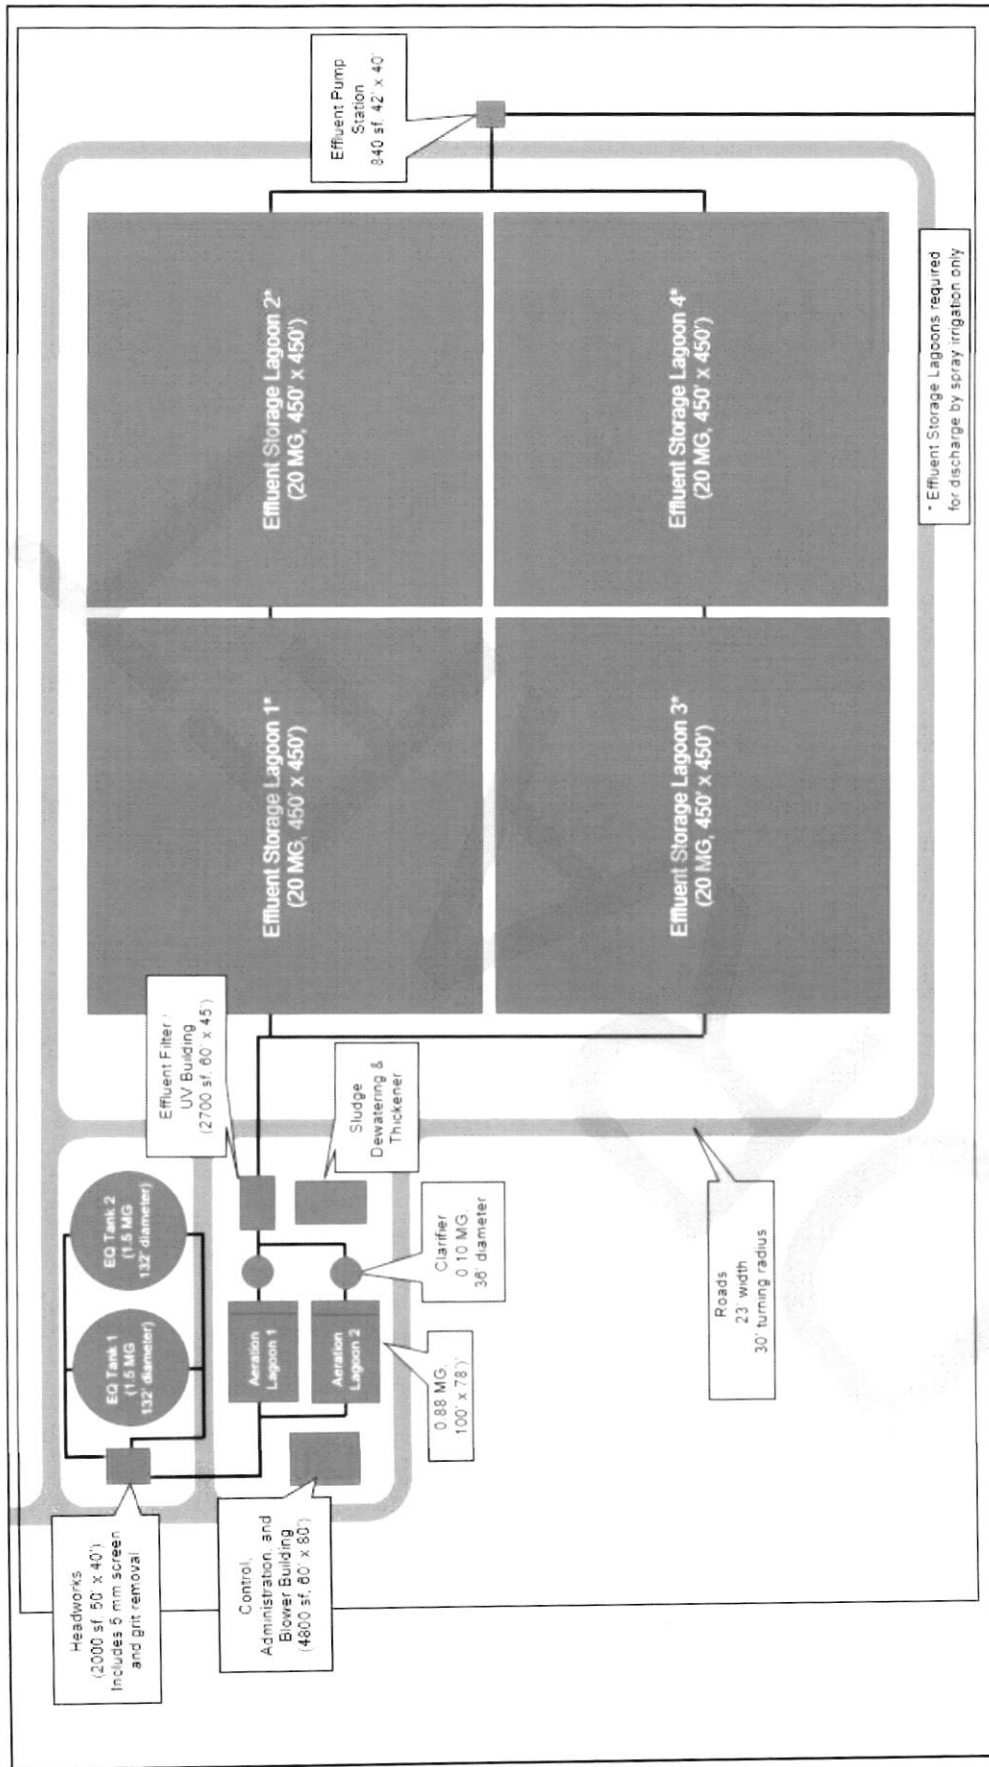 Headworks
(2000 sf, 50' x 40')
Includes 5 mm screen
and grit removal
EQ Tank 1
(1.5 MG
132' diameter)
EQ Tank 2
(1.5 MG
132' diameter)
Effluent Filter /
UV Building
(2700 sf, 60' x 45')
Control,
Administration, and
Blower Building
(4800 sf, 60' x 80')
Aeration
Lagoon 1
Aeration
Lagoon 2
0.88 MG,
100' x 78')'
Clarifier
0.10 MG,
36' diameter
Sludge
Dewatering &
Thickener
Roads
23' width
30' turning radius
Effluent Storage Lagoon 1*
(20 MG, 450' x 450')
Effluent Storage Lagoon 2*
(20 MG, 450' x 450')
Effluent Storage Lagoon 3*
(20 MG, 450' x 450')
Effluent Storage Lagoon 4*
(20 MG, 450' x 450')
Effluent Pump
Station
840 sf, 42' x 40'
* Effluent Storage Lagoons required
for discharge by spray irrigation only